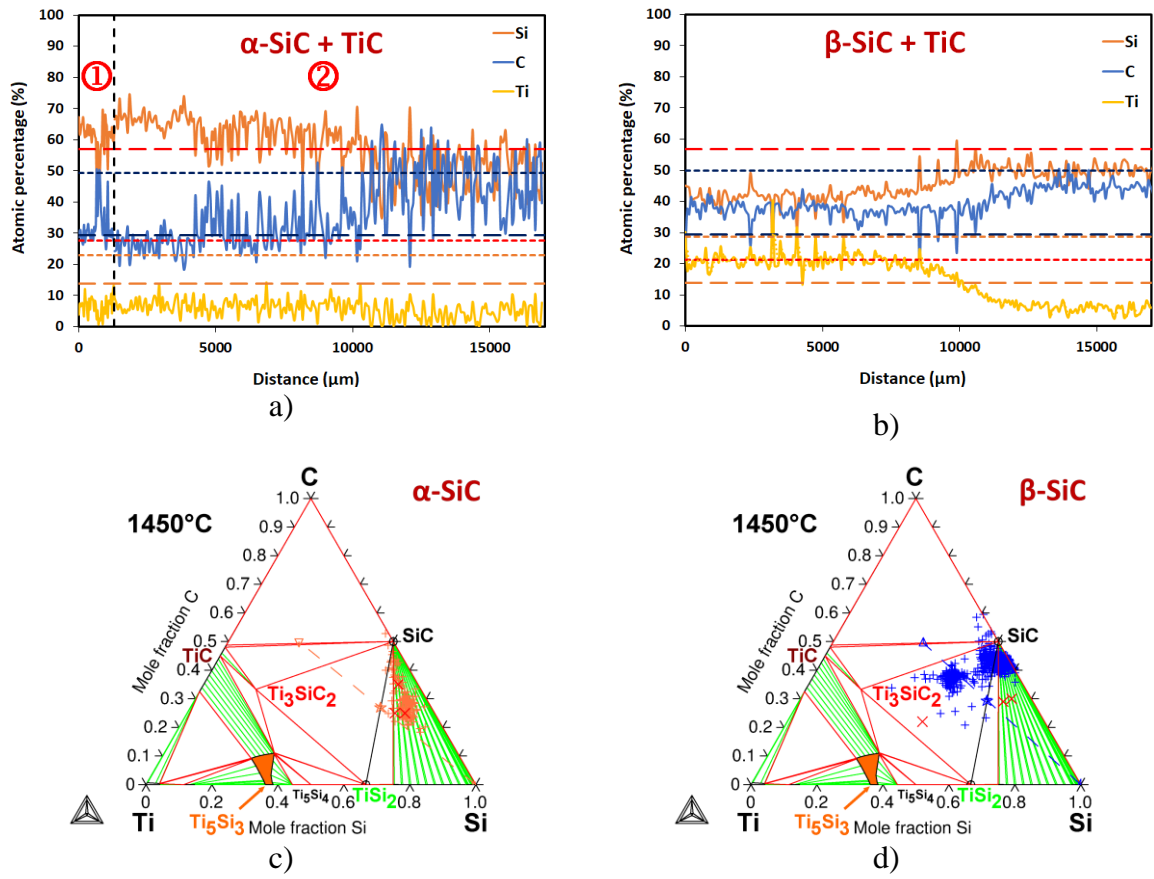 α-SiC + TiC
Si
C
Ti
① ②
100
90
80
70
60
50
40
30
20
10
0
Atomic percentage (%)
0 5000 10000 15000
Distance (µm)
a)
β-SiC + TiC
Si
C
Ti
100
90
80
70
60
50
40
30
20
10
0
Atomic percentage (%)
0 5000 10000 15000
Distance (µm)
b)
C
α-SiC
1450°C
1.0
0.9
0.8
0.7
0.6
0.5
0.4
0.3
0.2
0.1
0
Mole fraction C
SiC
TiC
Ti3SiC2
0 0.2 0.4 0.6 0.8 1.0
Ti5Si4
TiSi2
Ti Si
Ti5Si3
Mole fraction Si
c)
C
β-SiC
1450°C
1.0
0.9
0.8
0.7
0.6
0.5
0.4
0.3
0.2
0.1
0
Mole fraction C
SiC
TiC
Ti3SiC2
0 0.2 0.4 0.6 0.8 1.0
Ti5Si4
TiSi2
Ti Si
Ti5Si3
Mole fraction Si
d)